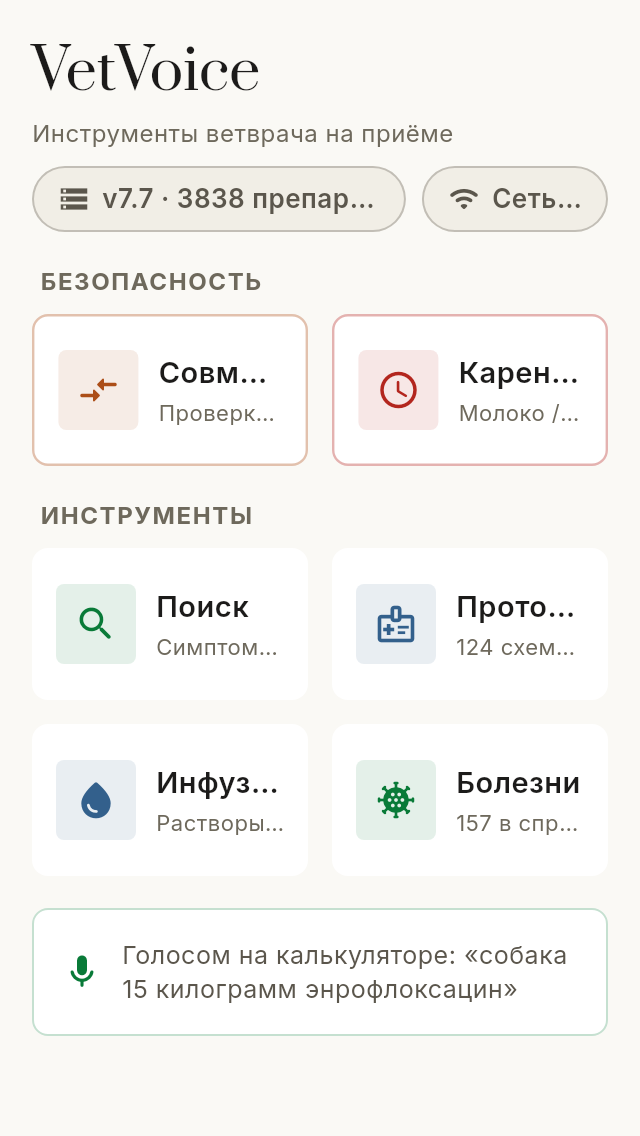 VetVoice
Инструменты ветврача на приёме
v7.7 · 3838 препар...
Сеть...
БЕЗОПАСНОСТЬ
Совм...
Проверк...
Карен...
Молоко /...
ИНСТРУМЕНТЫ
Поиск
Симптом...
Прото...
124 схем...
Инфуз...
Растворы...
Болезни
157 в спр...
Голосом на калькуляторе: «собака
15 килограмм энрофлоксацин»